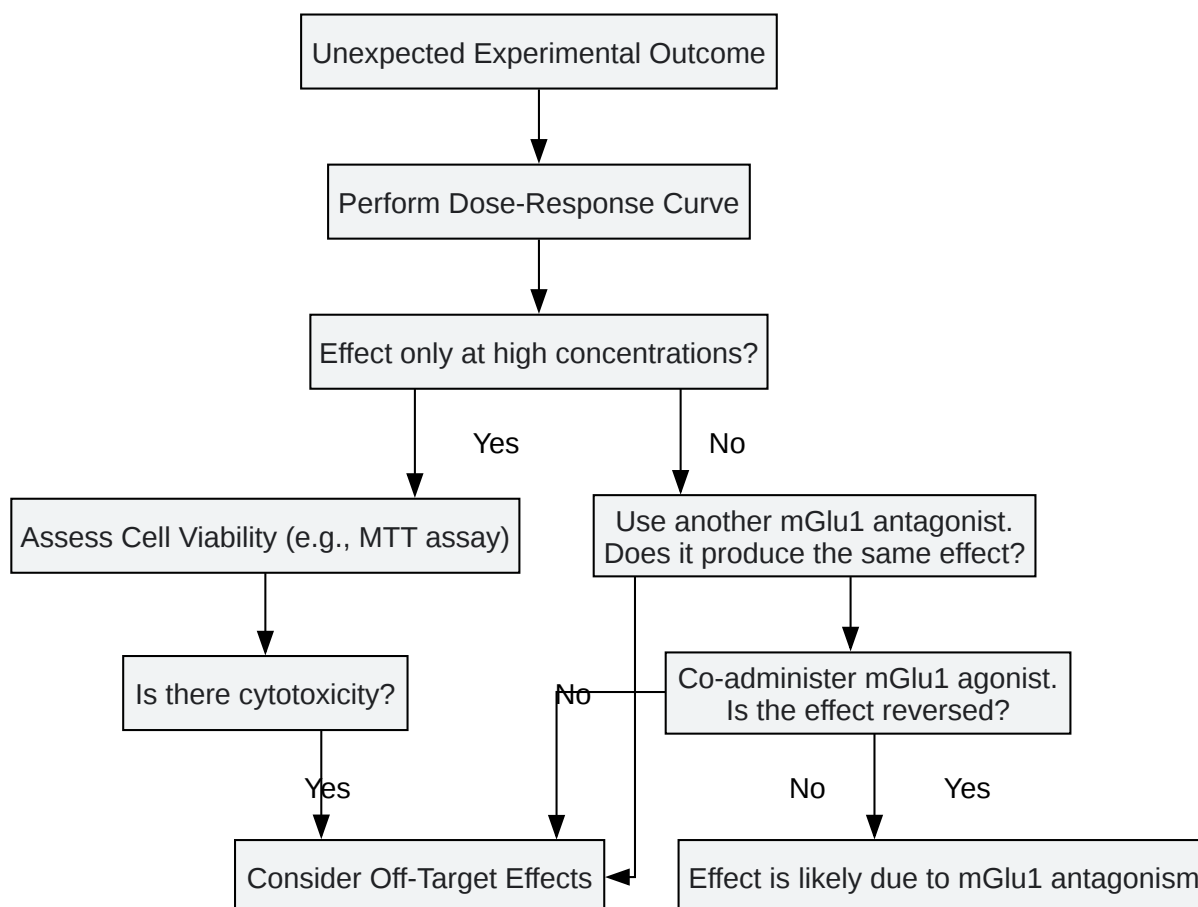 Unexpected Experimental Outcome
Perform Dose-Response Curve
Effect only at high concentrations?
Yes
No
Assess Cell Viability (e.g., MTT assay)
Use another mGlu1 antagonist.
Does it produce the same effect?
Is there cytotoxicity?
No
Co-administer mGlu1 agonist.
Is the effect reversed?
Yes
No
Yes
Consider Off-Target Effects
Effect is likely due to mGlu1 antagonism